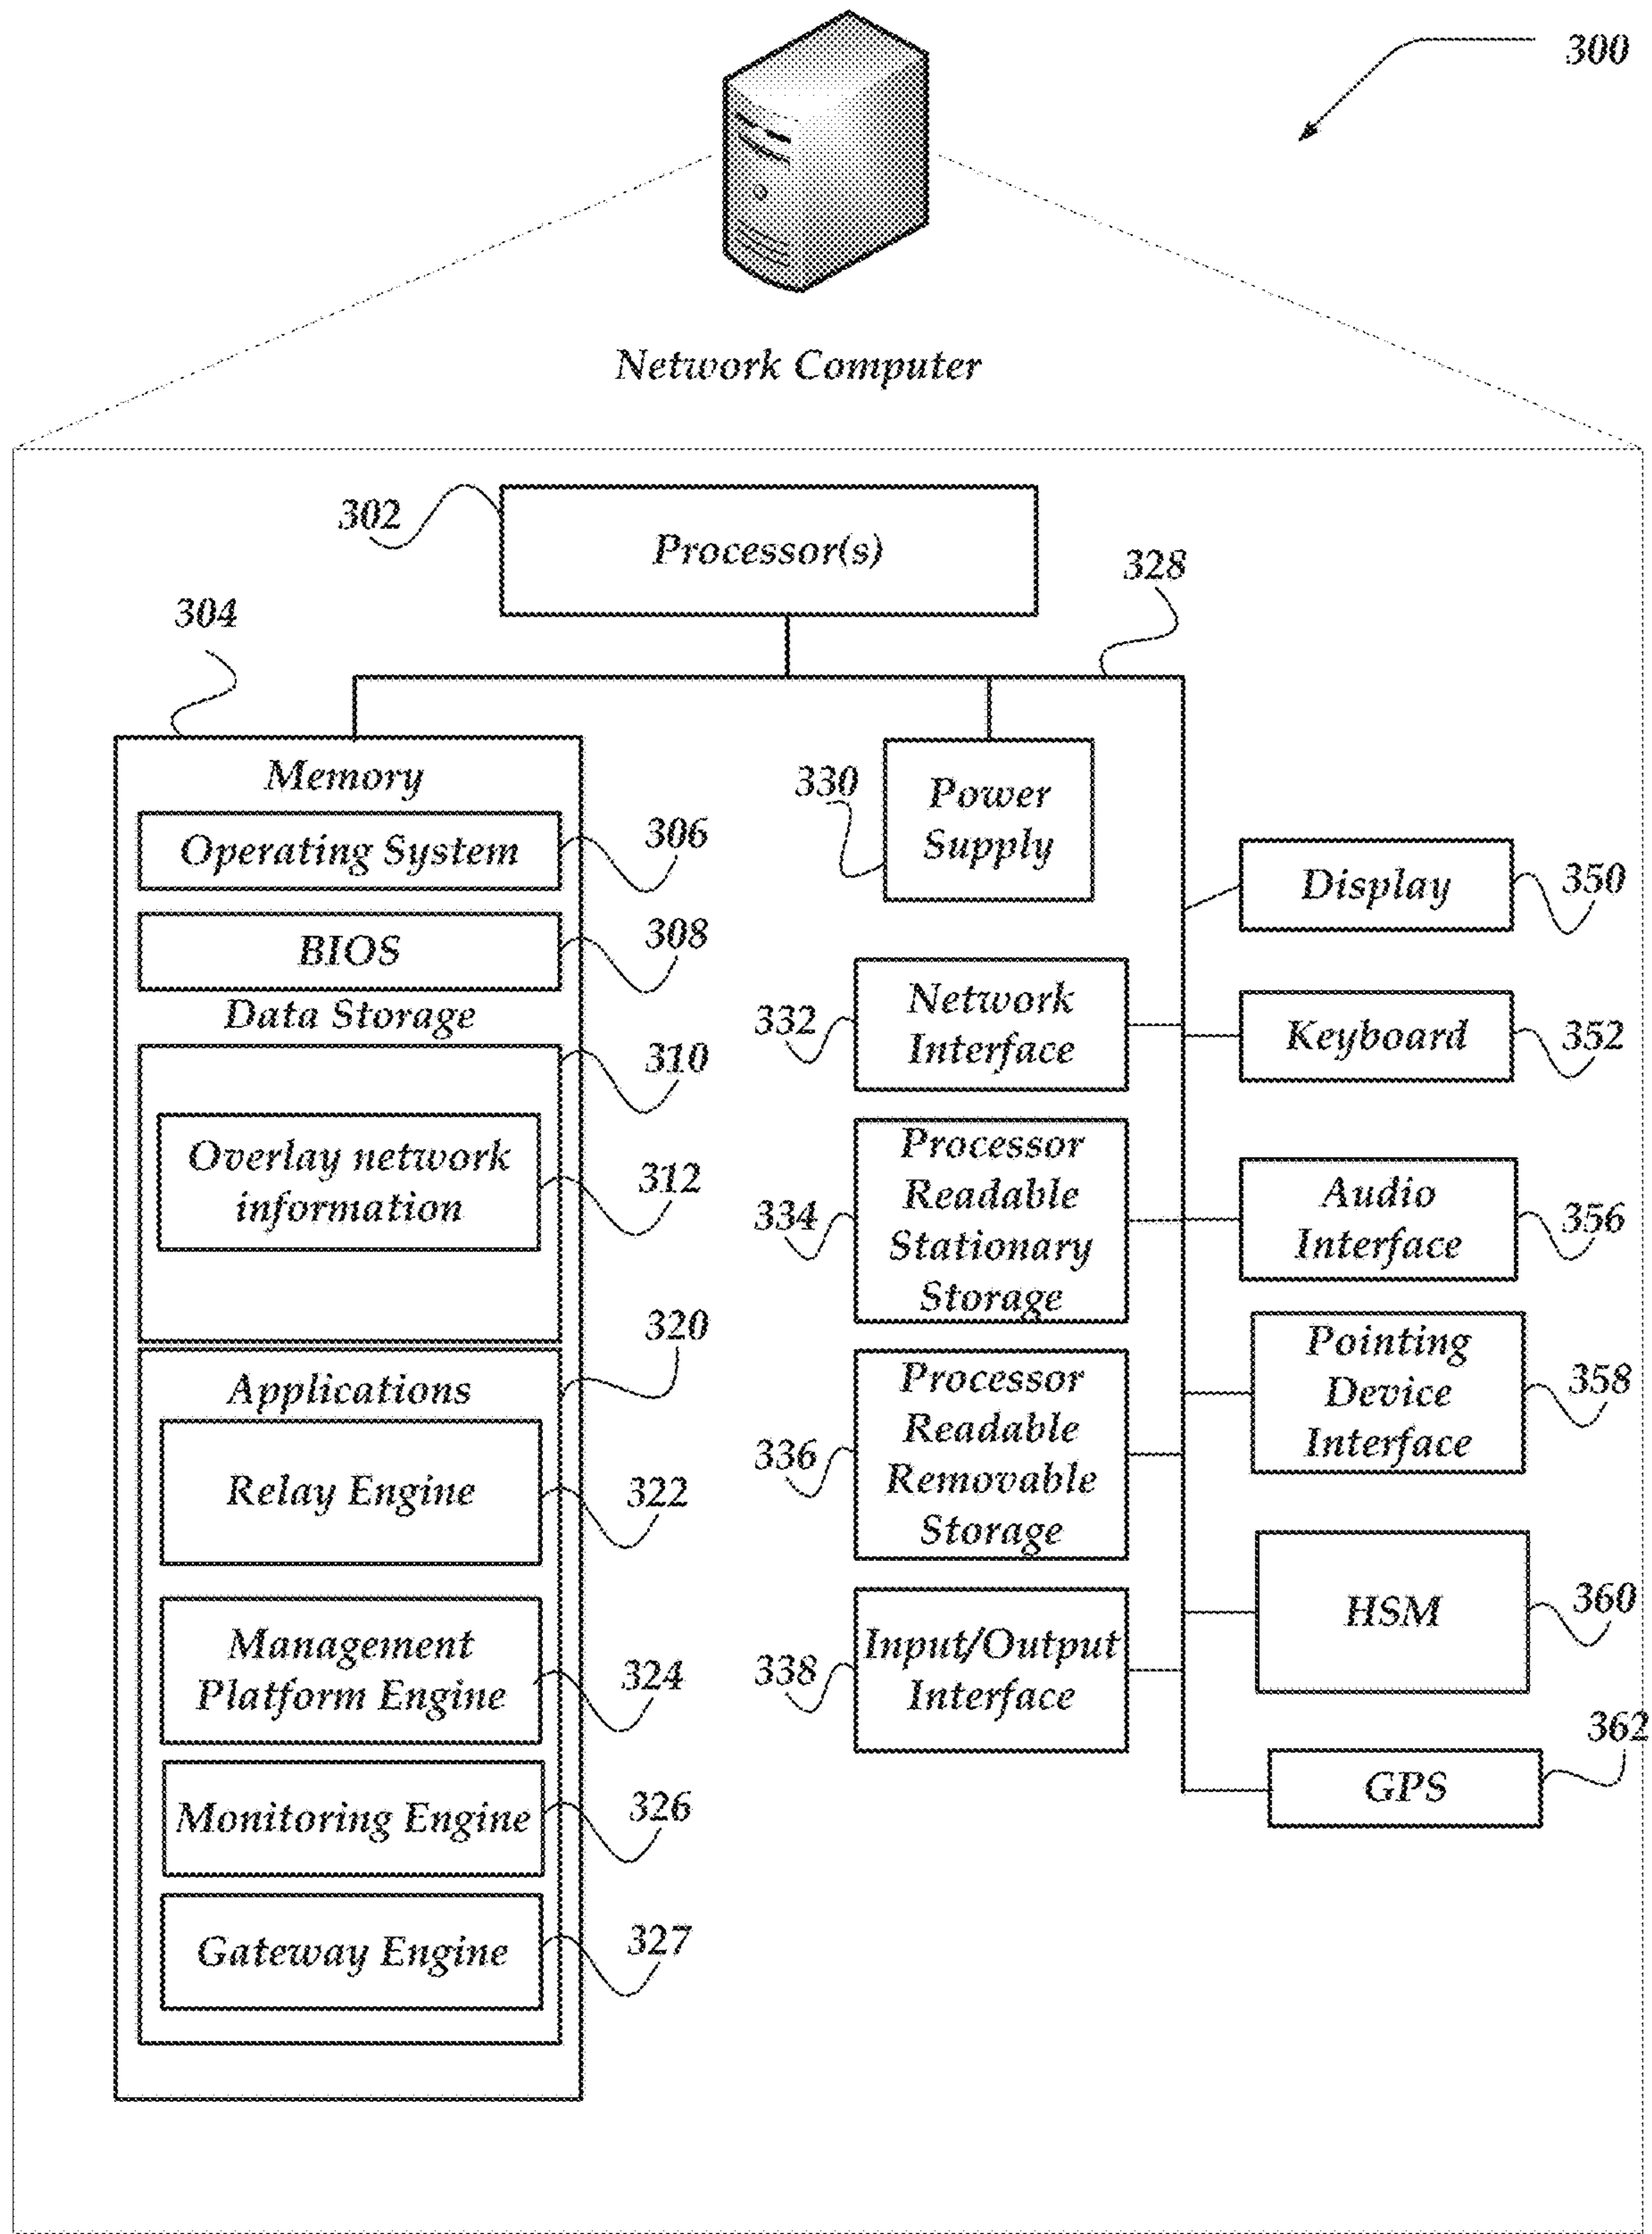 300
Network Computer
302
Processor(s)
328
304
Memory
Operating System
306
BIOS
308
Data Storage
310
Overlay network
information
312
320
Applications
Relay Engine
322
Management
Platform Engine
324
Monitoring Engine
326
Gateway Engine
327
330
Power
Supply
332
Network
Interface
334
Processor
Readable
Stationary
Storage
336
Processor
Readable
Removable
Storage
338
Input/Output
Interface
Display
350
Keyboard
352
Audio
Interface
356
Pointing
Device
Interface
358
HSM
360
GPS
362